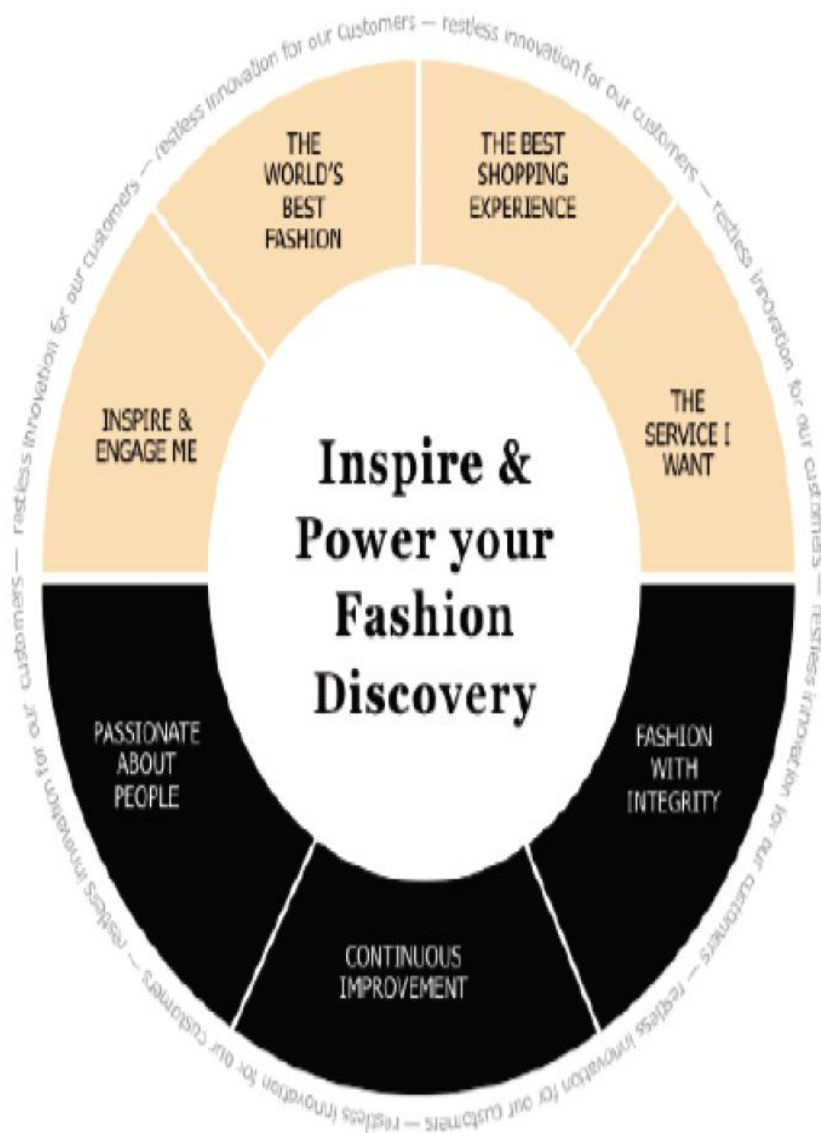 restless innovation for our customers — restless innovation for our customers — restless innovation for our customers — restless innovation for our customers — restless innovation for our customers — restless innovation for our customers — restless innovation for our customers — restless innovation for our customers —
THE
WORLD'S
BEST
FASHION
THE BEST
SHOPPING
EXPERIENCE
INSPIRE &
ENGAGE ME
THE
SERVICE I
WANT
Inspire &
Power your
Fashion
Discovery
PASSIONATE
ABOUT
PEOPLE
FASHION
WITH
INTEGRITY
CONTINUOUS
IMPROVEMENT